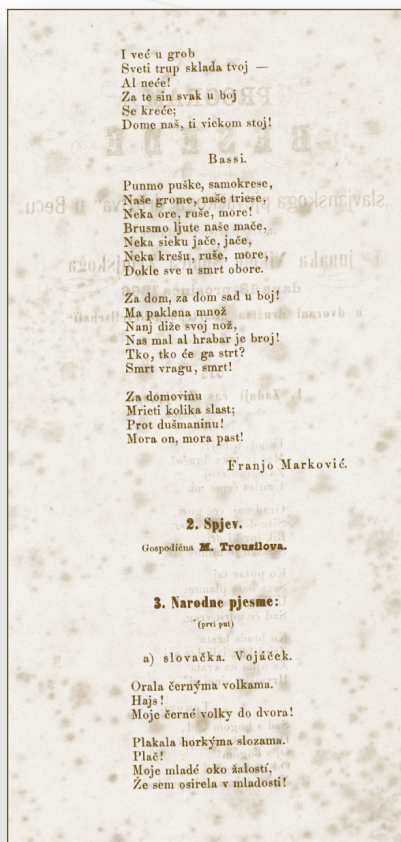 I već u grob
Sveti trup sklada tvoj —
Al neće!
Za te sin svak u boj
Se kreće;
Dome naš, ti viekom stoj!
Bassi.
Punmo puške, samokrese,
Naše grome, naše triese,
Neka ore, ruše, more!
Brusmo ljute naše mače,
Neka sieku jače, jače,
Neka krešu, ruše, more,
Dokle sve u smrt obore.
Za dom, za dom sad u boj!
Ma paklena množ
Nanj diže svoj nož,
Nas mal al hrabar je broj!
Tko, tko će ga strt?
Smrt vragu, smrt!
Za domovinu
Mrieti kolika slast;
Prot dušmaninu!
Mora on, mora past!
Franjo Marković.
2. Spjev.
Gospodična M. Trousilova.
3. Narodne pjesme:
(prvi put)
a) slovačka. Vojáček.
Orala černýma volkama.
Hajs!
Moje černé volky do dvora!
Plakala horkýma slozama.
Plač!
Moje mladé oko žalostí,
Že sem osirela v mladosti!